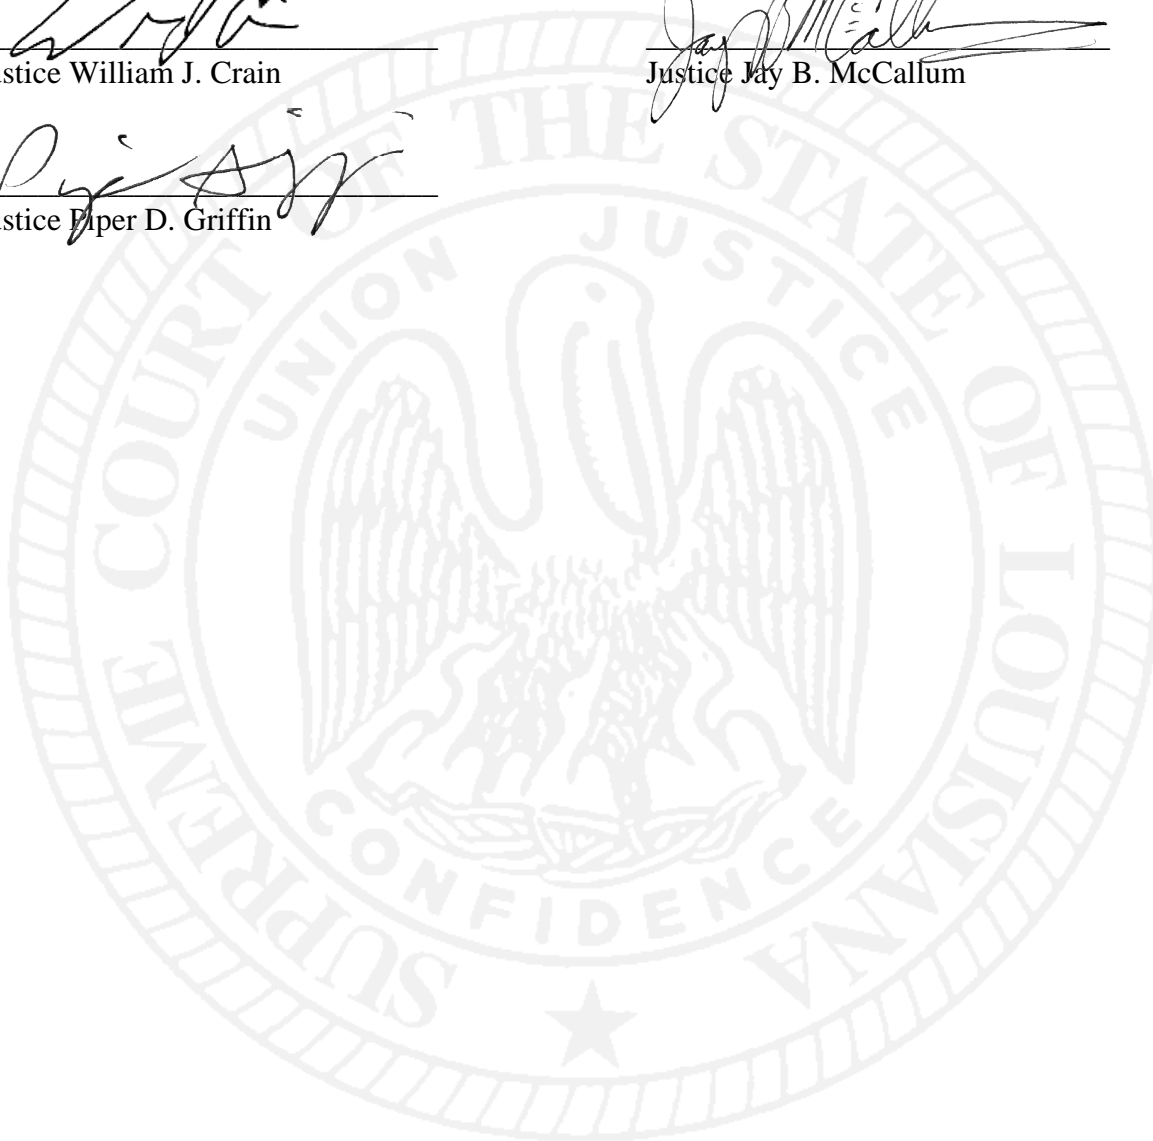 stice William J. Crain
Justice Jay B. McCallum
stice Piper D. Griffin
SUPREME COURT OF THE STATE OF LOUISIANA
UNION JUSTICE
CONFIDENCE